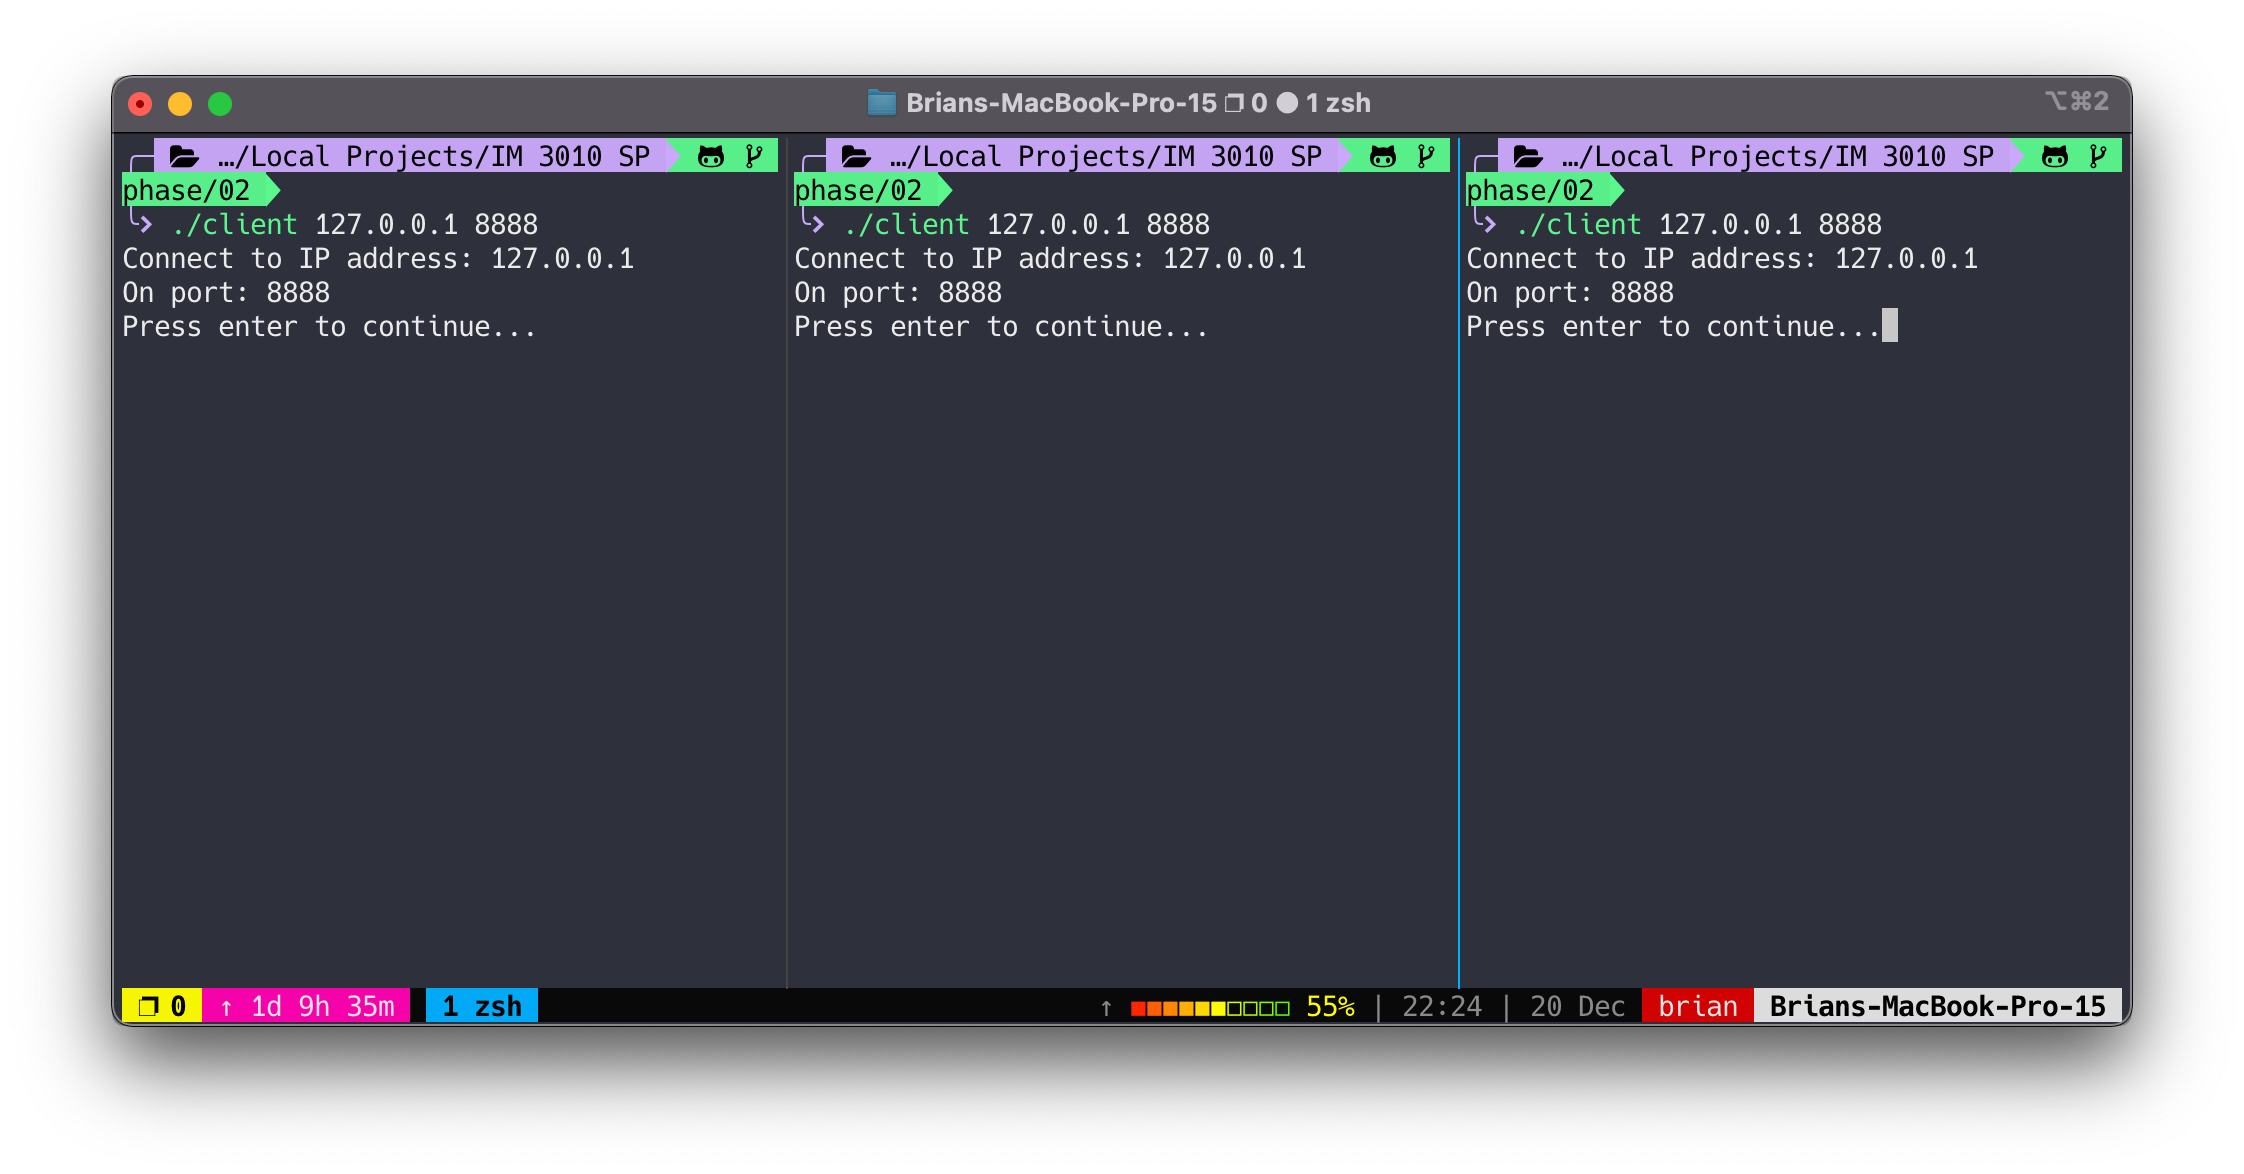 Brians-MacBook-Pro-15 ❐ 0 ● 1 zsh
⌥⌘2
…/Local Projects/IM 3010 SP
phase/02
./client 127.0.0.1 8888
Connect to IP address: 127.0.0.1
On port: 8888
Press enter to continue...
…/Local Projects/IM 3010 SP
phase/02
./client 127.0.0.1 8888
Connect to IP address: 127.0.0.1
On port: 8888
Press enter to continue...
…/Local Projects/IM 3010 SP
phase/02
./client 127.0.0.1 8888
Connect to IP address: 127.0.0.1
On port: 8888
Press enter to continue...
❐ 0 ↑ 1d 9h 35m 1 zsh ↑ 55% | 22:24 | 20 Dec brian Brians-MacBook-Pro-15